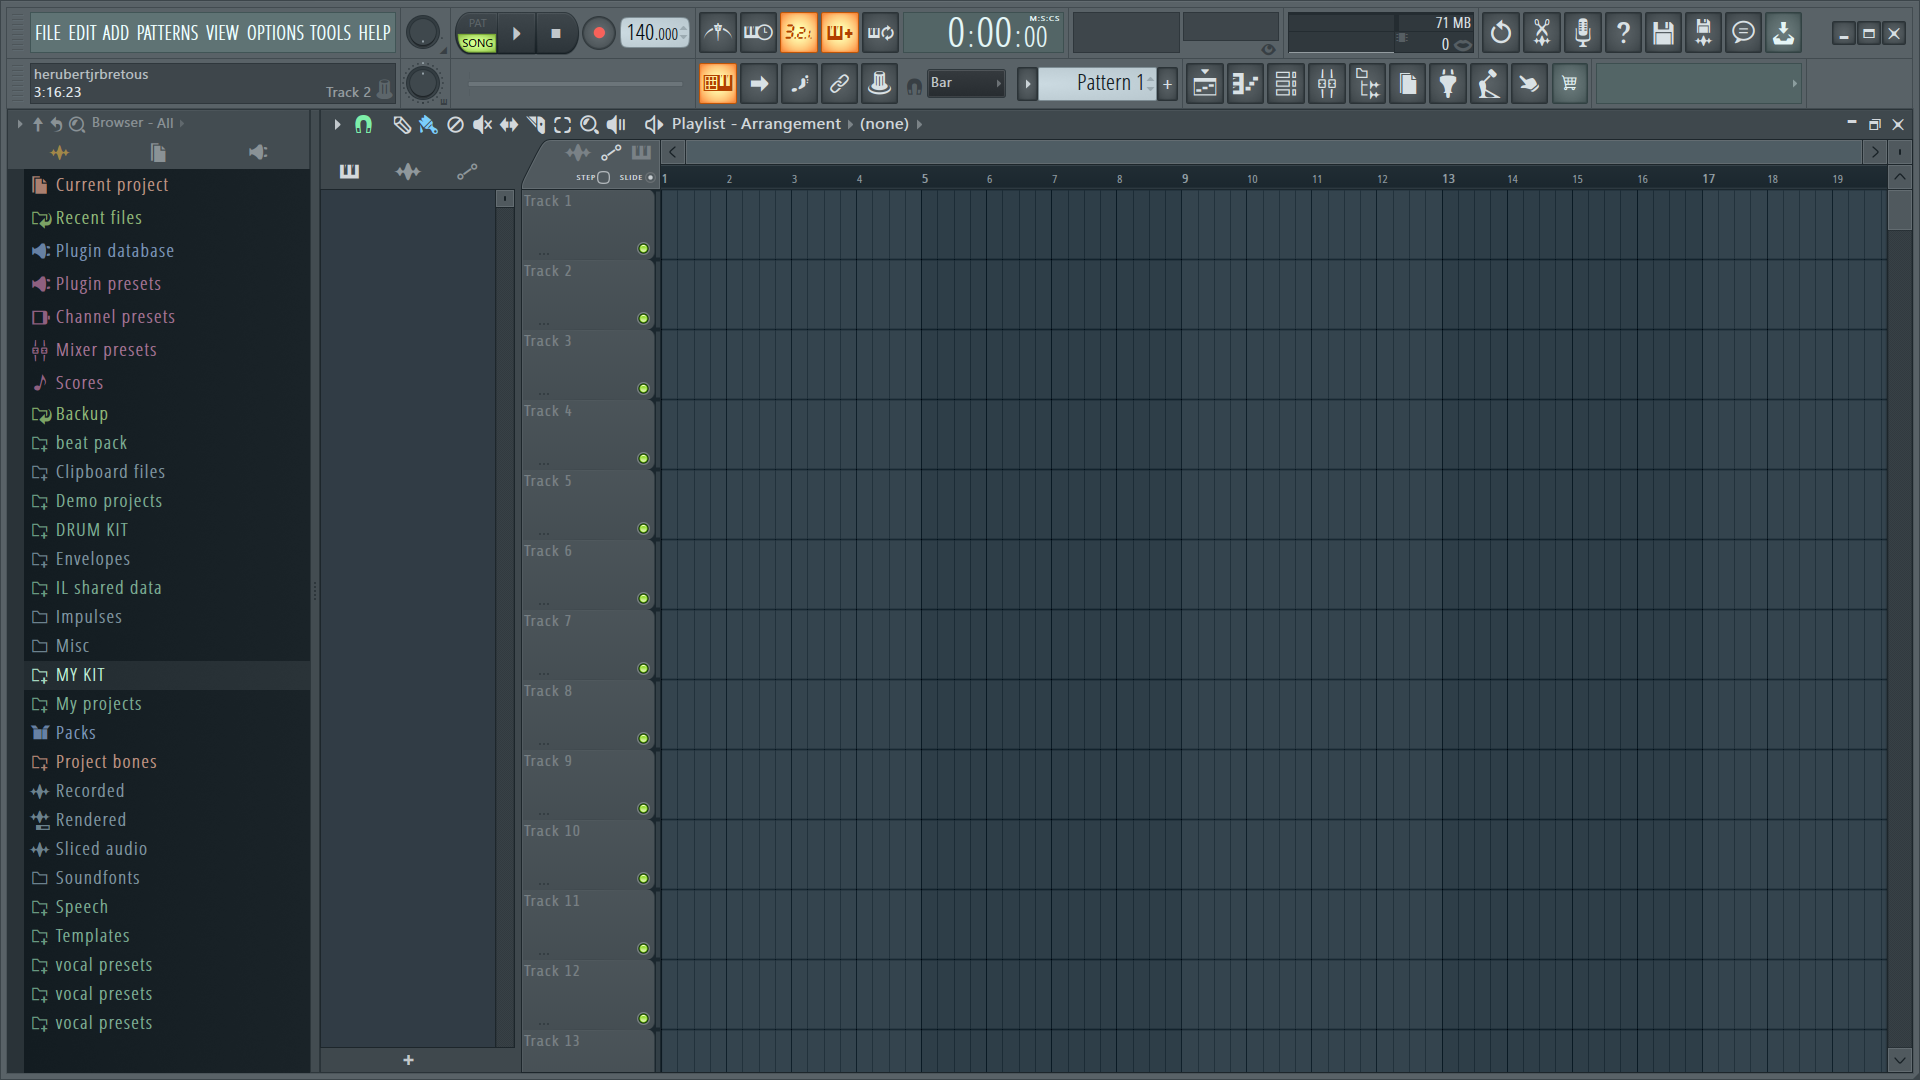 FILE EDIT ADD PATTERNS VIEW OPTIONS TOOLS HELP
PAT
SONG
140.000
3.2.1
0:00:00
M:S:CS
71 MB
0
herubertjrbretous
3:16:23
Track 2
Bar
Pattern 1
Browser - All
Playlist - Arrangement
(none)
STEP
SLIDE
1 2 3 4 5 6 7 8 9 10 11 12 13 14 15 16 17 18 19
Current project
Recent files
Plugin database
Plugin presets
Channel presets
Mixer presets
Scores
Backup
beat pack
Clipboard files
Demo projects
DRUM KIT
Envelopes
IL shared data
Impulses
Misc
MY KIT
My projects
Packs
Project bones
Recorded
Rendered
Sliced audio
Soundfonts
Speech
Templates
vocal presets
vocal presets
vocal presets
Track 1
Track 2
Track 3
Track 4
Track 5
Track 6
Track 7
Track 8
Track 9
Track 10
Track 11
Track 12
Track 13